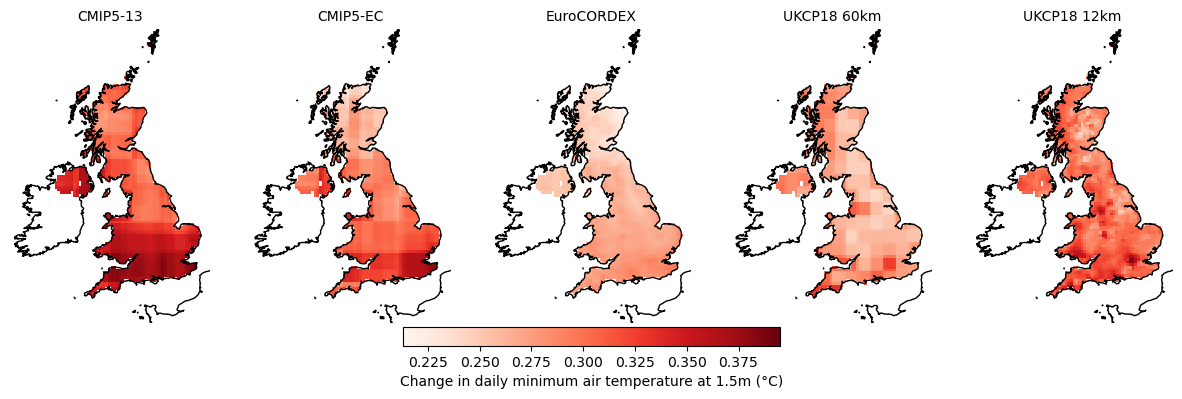 CMIP5-13 CMIP5-EC EuroCORDEX UKCP18 60km UKCP18 12km
0.225 0.250 0.275 0.300 0.325 0.350 0.375
Change in daily minimum air temperature at 1.5m (°C)